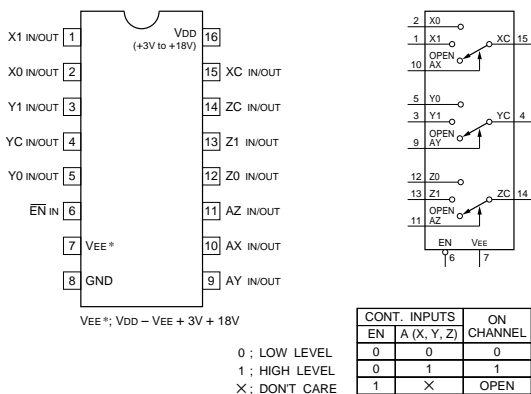 X1 IN/OUT 1
X0 IN/OUT 2
Y1 IN/OUT 3
YC IN/OUT 4
Y0 IN/OUT 5
EN IN 6
7 VEE*
8 GND
VDD 16
(+3V to +18V)
15 XC IN/OUT
14 ZC IN/OUT
13 Z1 IN/OUT
12 Z0 IN/OUT
11 AZ IN/OUT
10 AX IN/OUT
9 AY IN/OUT
VEE*; VDD – VEE + 3V + 18V
2 X0
1 X1 XC 15
OPEN
10 AX
5 Y0
3 Y1 YC 4
OPEN
9 AY
12 Z0
13 Z1 ZC 14
OPEN
11 AZ
EN VEE
6 7
0 ; LOW LEVEL
1 ; HIGH LEVEL
× ; DON'T CARE
CONT. INPUTS ON CHANNEL
EN A (X, Y, Z)
0 0 0
0 1 1
1 × OPEN